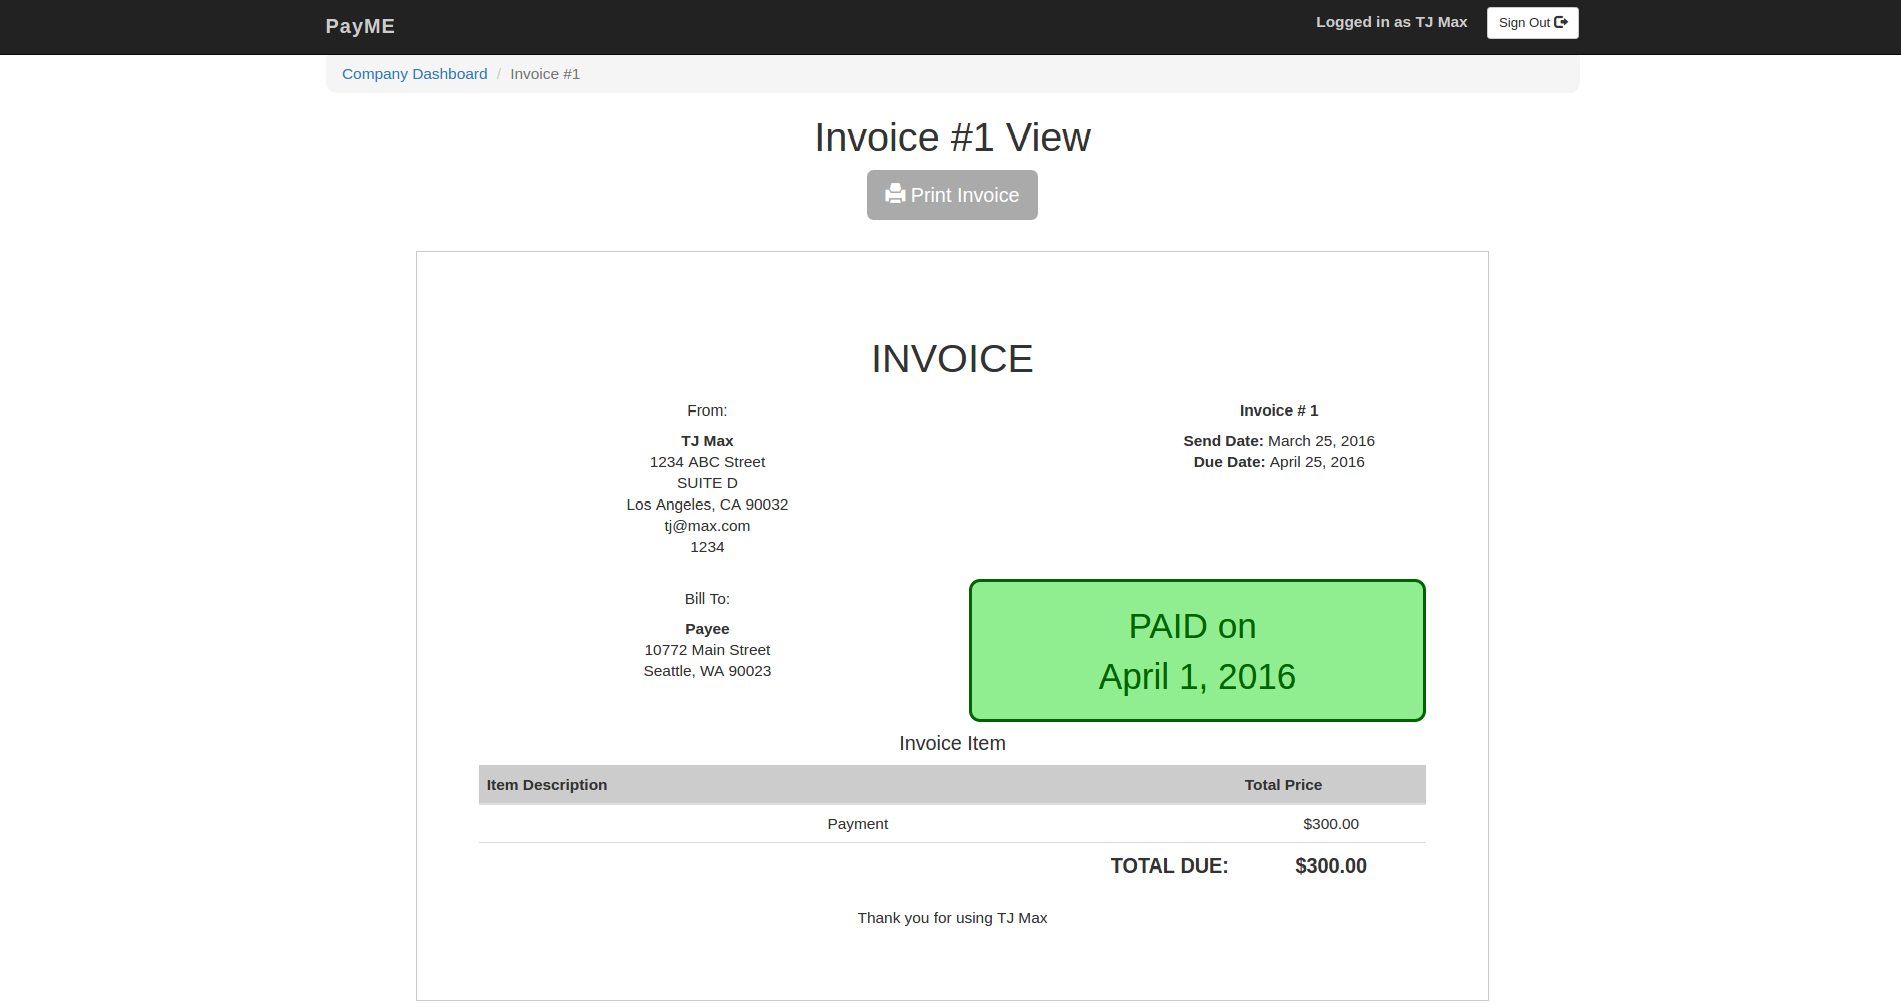 PayME
Logged in as TJ Max
Sign Out
Company Dashboard / Invoice #1
Invoice #1 View
Print Invoice
INVOICE
From:
TJ Max
1234 ABC Street
SUITE D
Los Angeles, CA 90032
tj@max.com
1234
Invoice # 1
Send Date: March 25, 2016
Due Date: April 25, 2016
Bill To:
Payee
10772 Main Street
Seattle, WA 90023
PAID on
April 1, 2016
Invoice Item
Item Description Total Price
Payment $300.00
TOTAL DUE: $300.00
Thank you for using TJ Max